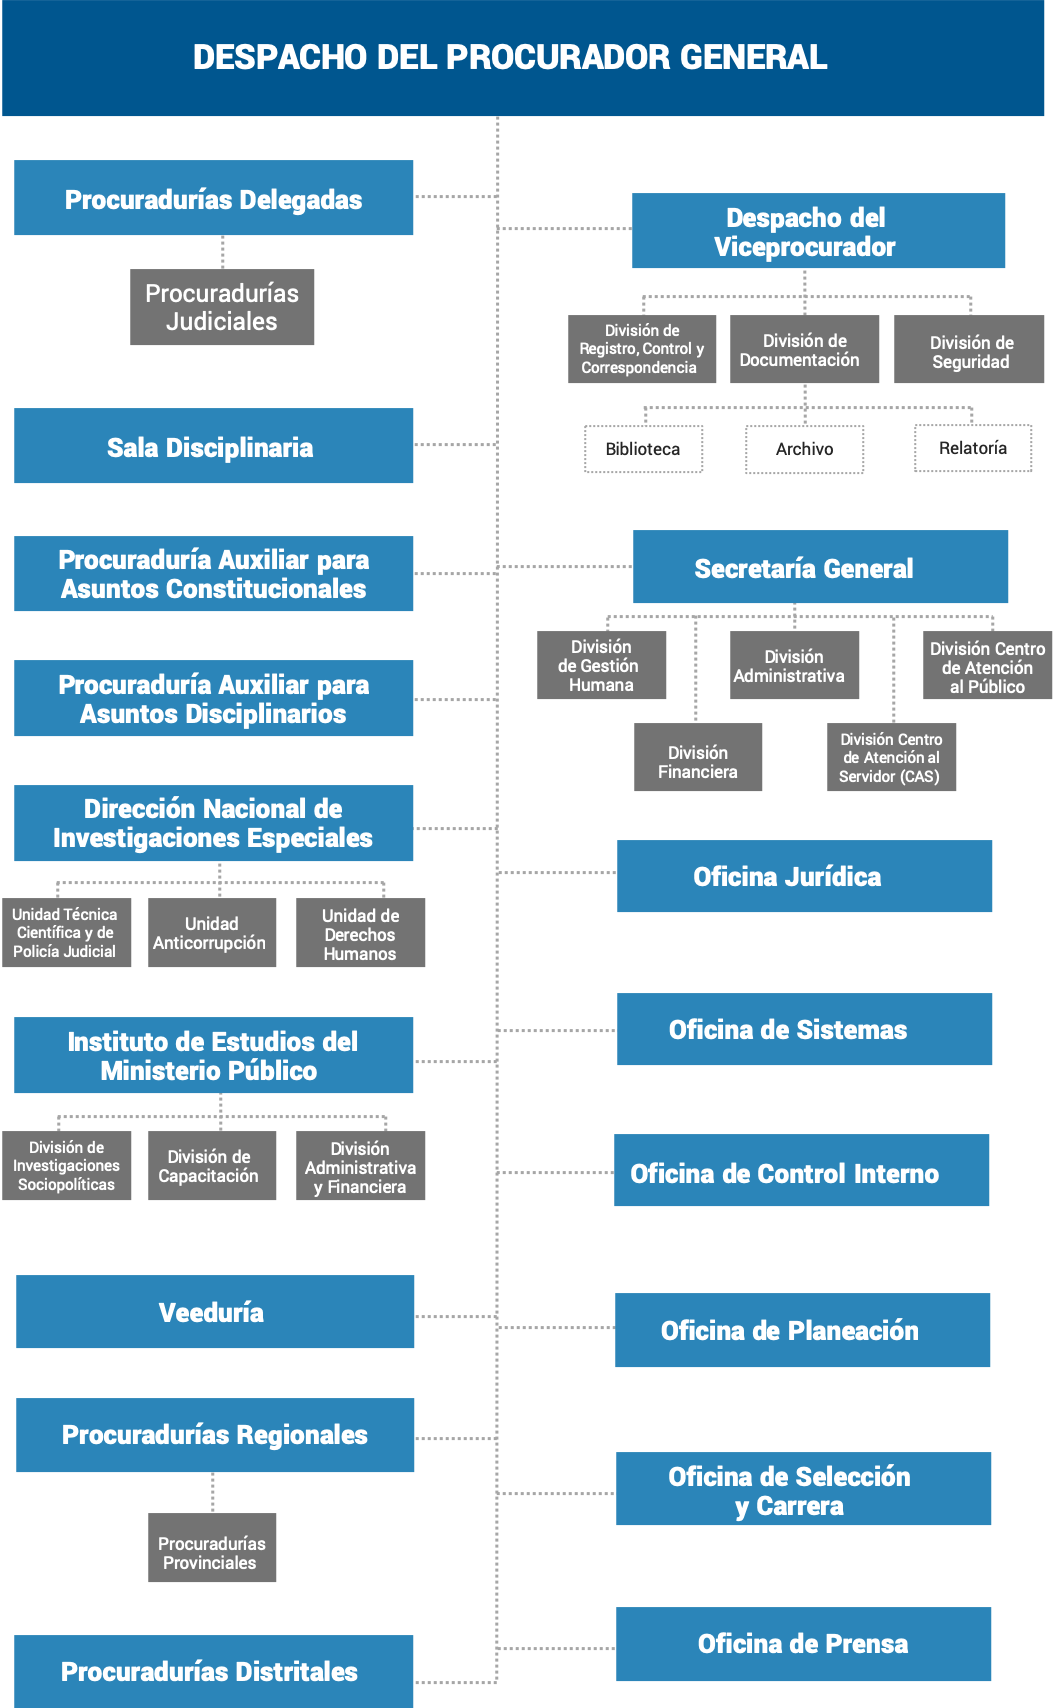 DESPACHO DEL PROCURADOR GENERAL
Procuradurías Delegadas
Procuradurías
Judiciales
Sala Disciplinaria
Procuraduría Auxiliar para
Asuntos Constitucionales
Procuraduría Auxiliar para
Asuntos Disciplinarios
Dirección Nacional de
Investigaciones Especiales
Unidad Técnica
Científica y de
Policía Judicial
Unidad
Anticorrupción
Unidad de
Derechos
Humanos
Instituto de Estudios del
Ministerio Público
División de
Investigaciones
Sociopolíticas
División de
Capacitación
División
Administrativa
y Financiera
Veeduría
Procuradurías Regionales
Procuradurías
Provinciales
Procuradurías Distritales
Despacho del
Viceprocurador
División de
Registro, Control y
Correspondencia
División de
Documentación
División de
Seguridad
Biblioteca
Archivo
Relatoría
Secretaría General
División
de Gestión
Humana
División
Administrativa
División Centro
de Atención
al Público
División
Financiera
División Centro
de Atención al
Servidor (CAS)
Oficina Jurídica
Oficina de Sistemas
Oficina de Control Interno
Oficina de Planeación
Oficina de Selección
y Carrera
Oficina de Prensa